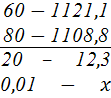 60 – 1121,1
80 – 1108,8
20 – 12,3
0,01 – x